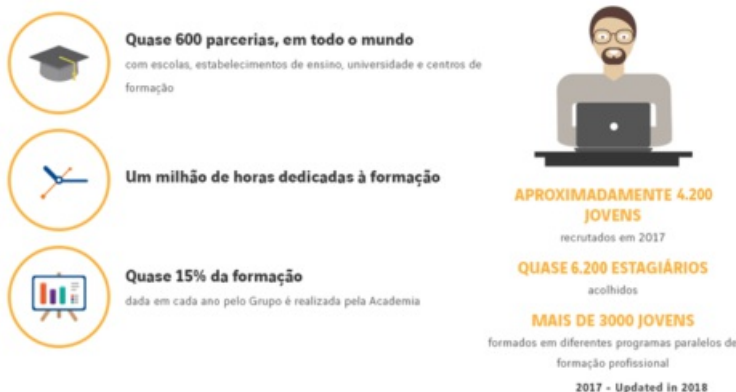 Quase 600 parcerias, em todo o mundo
com escolas, estabelecimentos de ensino, universidade e centros de
formação
Um milhão de horas dedicadas à formação
Quase 15% da formação
dada em cada ano pelo Grupo é realizada pela Academia
APROXIMADAMENTE 4.200
JOVENS
recrutados em 2017
QUASE 6.200 ESTAGIÁRIOS
acolhidos
MAIS DE 3000 JOVENS
formados em diferentes programas paralelos de
formação profissional
2017 - Updated in 2018